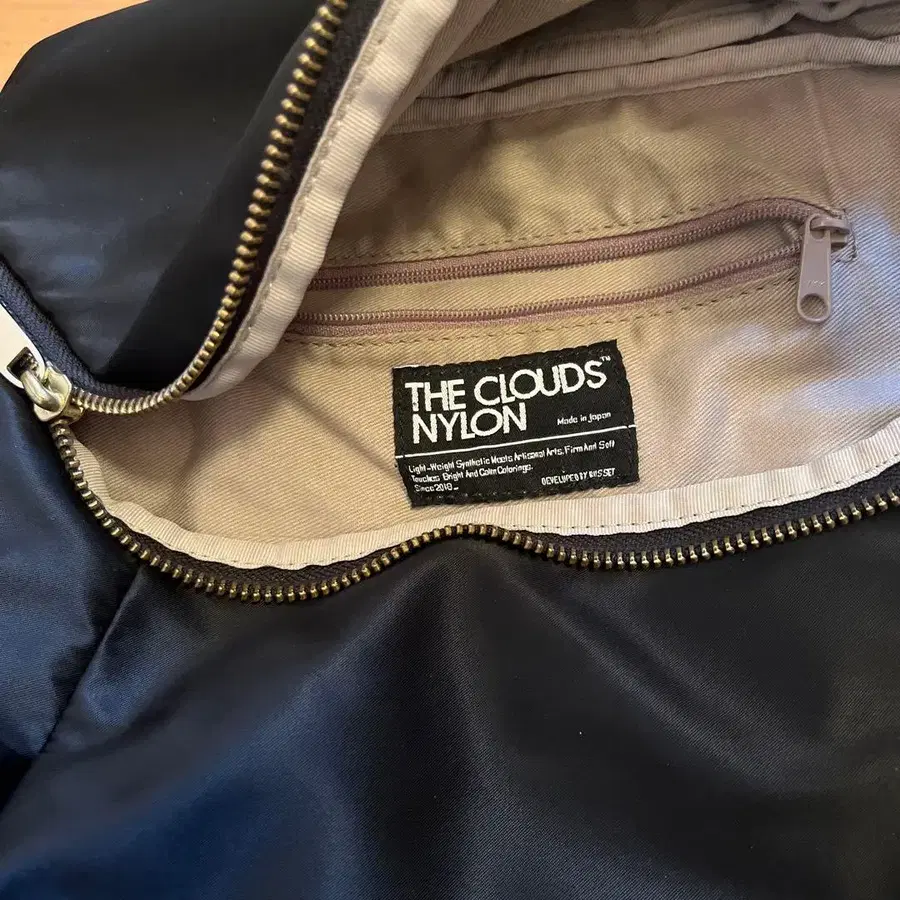 THE CLOUDS™
NYLON
Made in Japan
Light-Weight Synthetic Meets Artisanal Arts. Firm And Soft
Touches Bright And Calm Colorings.
Since 2010_
DEVELOPED BY